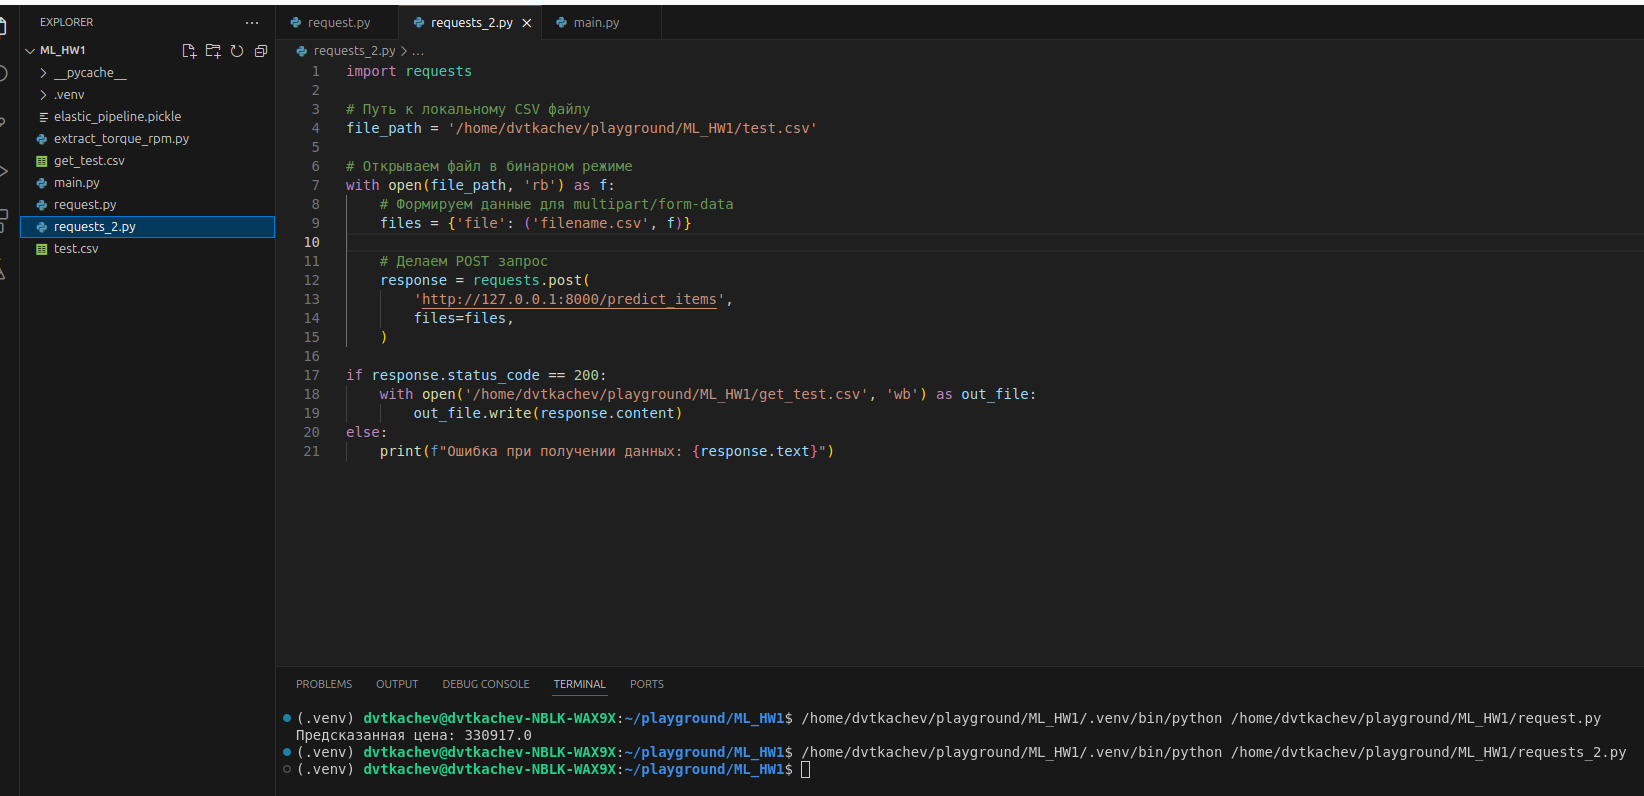 EXPLORER
ML_HW1
__pycache__
.venv
elastic_pipeline.pickle
extract_torque_rpm.py
get_test.csv
main.py
request.py
requests_2.py
test.csv
request.py
requests_2.py
main.py
requests_2.py > ...
1 import requests
2
3 # Путь к локальному CSV файлу
4 file_path = '/home/dvtkachev/playground/ML_HW1/test.csv'
5
6 # Открываем файл в бинарном режиме
7 with open(file_path, 'rb') as f:
8     # Формируем данные для multipart/form-data
9     files = {'file': ('filename.csv', f)}
10
11     # Делаем POST запрос
12     response = requests.post(
13         'http://127.0.0.1:8000/predict_items',
14         files=files,
15     )
16
17 if response.status_code == 200:
18     with open('/home/dvtkachev/playground/ML_HW1/get_test.csv', 'wb') as out_file:
19         out_file.write(response.content)
20 else:
21     print(f"Ошибка при получении данных: {response.text}")
PROBLEMS OUTPUT DEBUG CONSOLE TERMINAL PORTS
(.venv) dvtkachev@dvtkachev-NBLK-WAX9X:~/playground/ML_HW1$ /home/dvtkachev/playground/ML_HW1/.venv/bin/python /home/dvtkachev/playground/ML_HW1/request.py
Предсказанная цена: 330917.0
(.venv) dvtkachev@dvtkachev-NBLK-WAX9X:~/playground/ML_HW1$ /home/dvtkachev/playground/ML_HW1/.venv/bin/python /home/dvtkachev/playground/ML_HW1/requests_2.py
(.venv) dvtkachev@dvtkachev-NBLK-WAX9X:~/playground/ML_HW1$